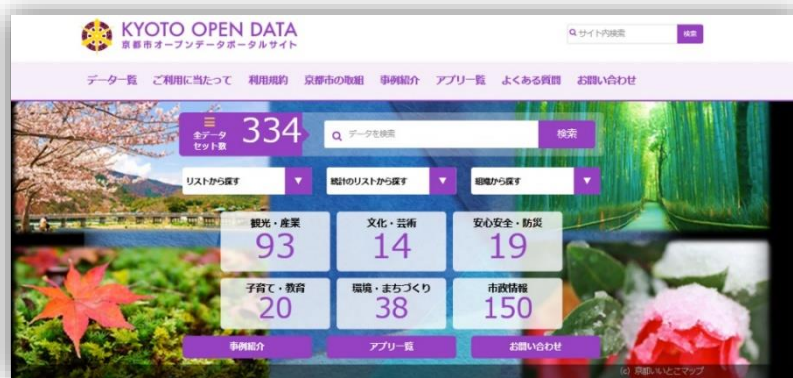 KYOTO OPEN DATA
京都市オープンデータポータルサイト
サイト内検索
検索
データ一覧 ご利用に当たって 利用規約 京都市の取組 事例紹介 アプリ一覧 よくある質問 お問い合わせ
全データ
セット数
334
データを検索
検索
リストから探す
統計のリストから探す
組織から探す
観光・産業
93
文化・芸術
14
安心安全・防災
19
子育て・教育
20
環境・まちづくり
38
市政情報
150
事例紹介
アプリ一覧
お問い合わせ
(c) 京都いいとこマップ